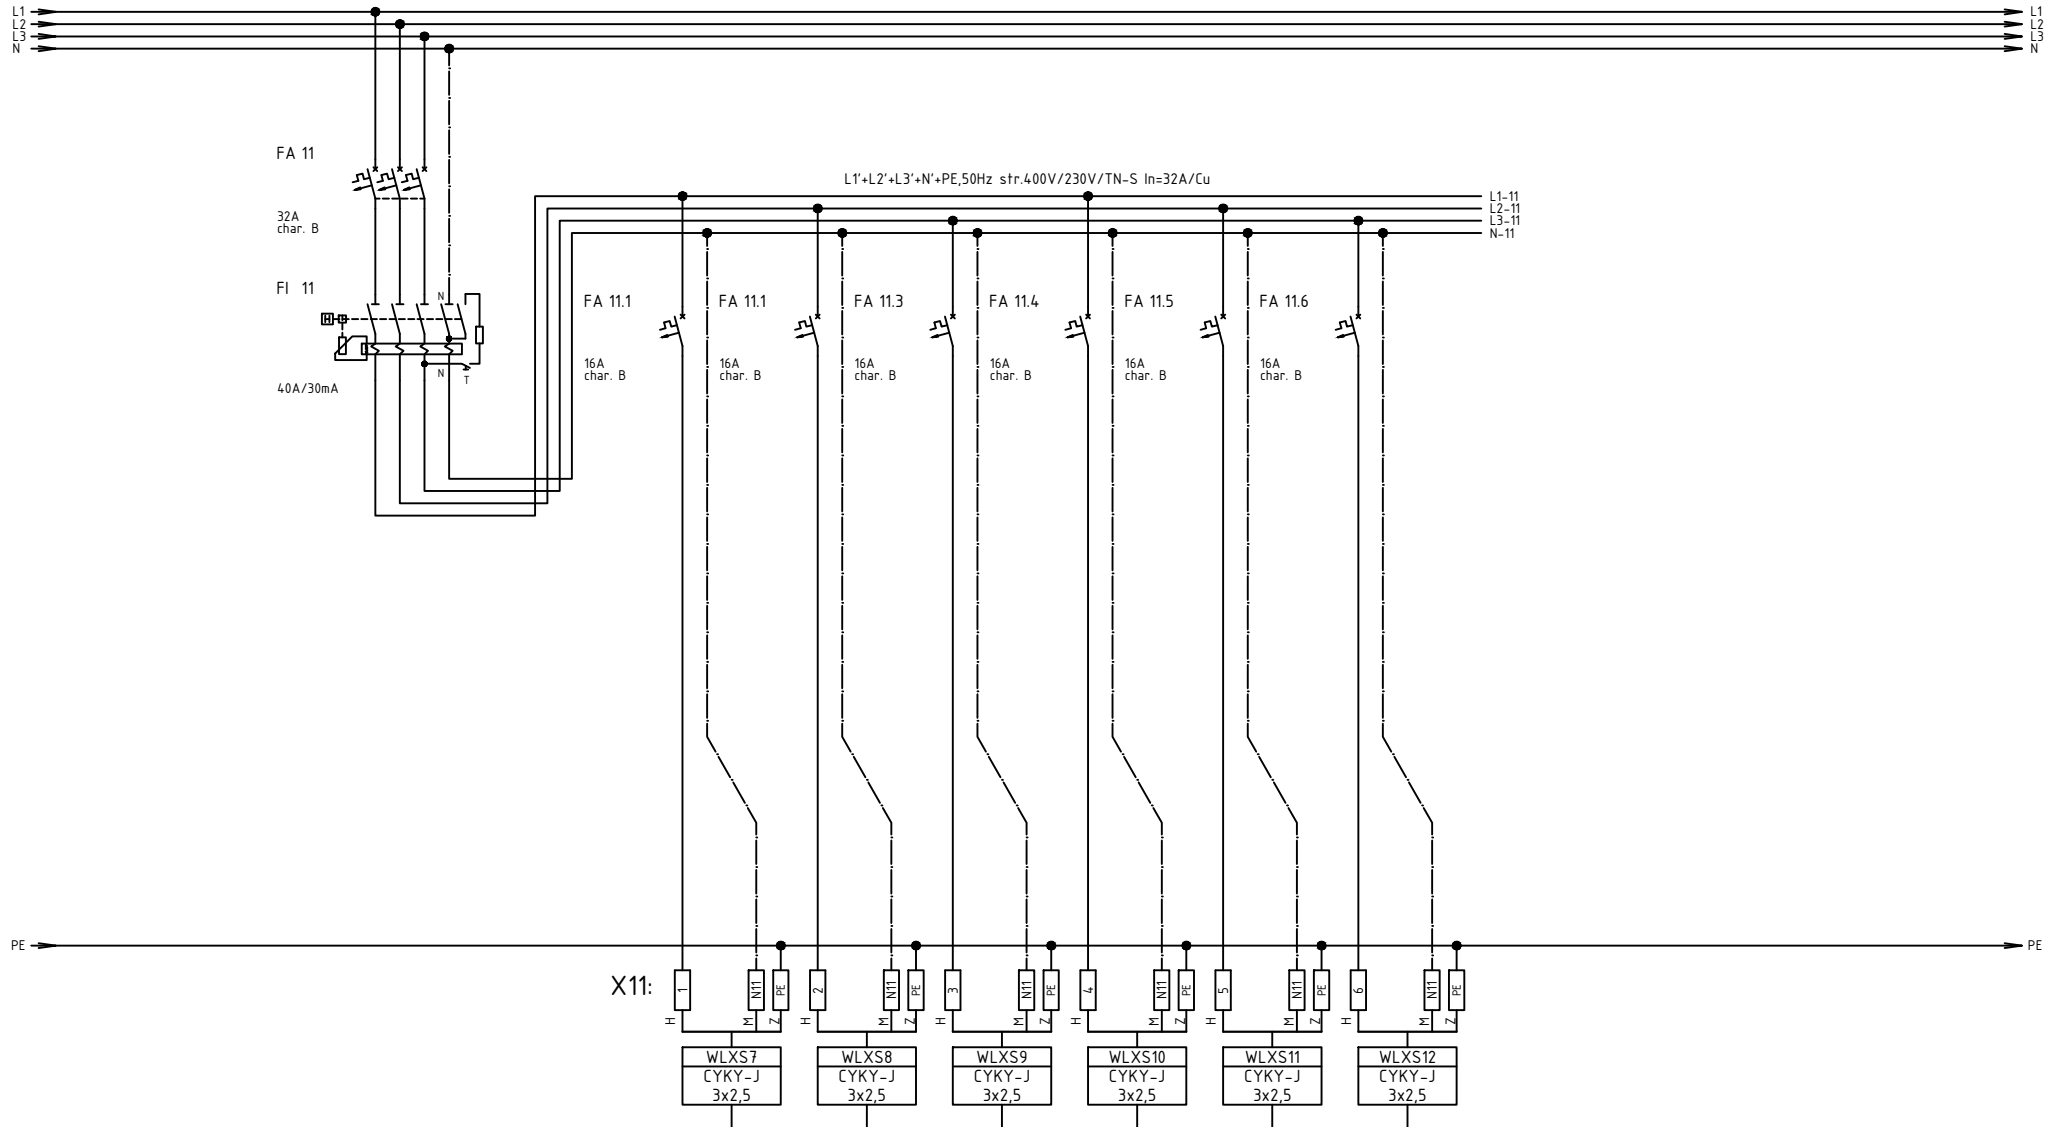 L1 L1
L2 L2
L3 L3
N N
FA 11
32A
char. B
FI 11
40A/30mA
N
N
T
L1'+L2'+L3'+N'+PE,50Hz str.400V/230V/TN-S In=32A/Cu
L1-11
L2-11
L3-11
N-11
FA 11.1 FA 11.1 FA 11.3 FA 11.4 FA 11.5 FA 11.6
16A 16A 16A 16A 16A 16A
char. B char. B char. B char. B char. B char. B
PE PE
X11: 1 N11 PE 2 N11 PE 3 N11 PE 4 N11 PE 5 N11 PE 6 N11 PE
H M Z H M Z H M Z H M Z H M Z H M Z
WLXS7 WLXS8 WLXS9 WLXS10 WLXS11 WLXS12
CYKY-J CYKY-J CYKY-J CYKY-J CYKY-J CYKY-J
3x2,5 3x2,5 3x2,5 3x2,5 3x2,5 3x2,5